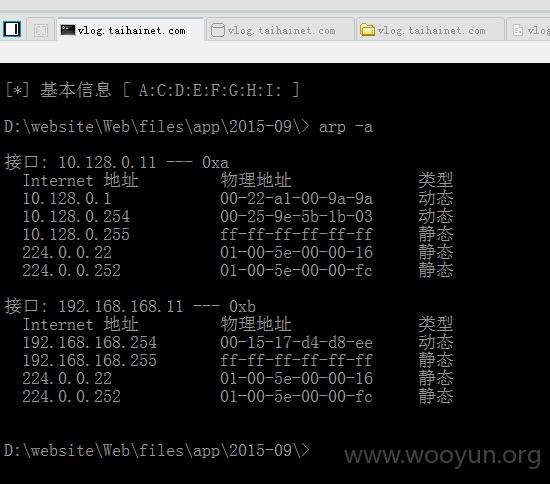 vlog.taihainet.com vlog.taihainet.com vlog.taihainet.com vlog.
[*] 基本信息 [ A:C:D:E:F:G:H:I: ]
D:\website\Web\files\app\2015-09\> arp -a
接口: 10.128.0.11 --- 0xa
Internet 地址 物理地址 类型
10.128.0.1 00-22-a1-00-9a-9a 动态
10.128.0.254 00-25-9e-5b-1b-03 动态
10.128.0.255 ff-ff-ff-ff-ff-ff 静态
224.0.0.22 01-00-5e-00-00-16 静态
224.0.0.252 01-00-5e-00-00-fc 静态
接口: 192.168.168.11 --- 0xb
Internet 地址 物理地址 类型
192.168.168.254 00-15-17-d4-d8-ee 动态
192.168.168.255 ff-ff-ff-ff-ff-ff 静态
224.0.0.22 01-00-5e-00-00-16 静态
224.0.0.252 01-00-5e-00-00-fc 静态
D:\website\Web\files\app\2015-09\>
www.wooyun.org